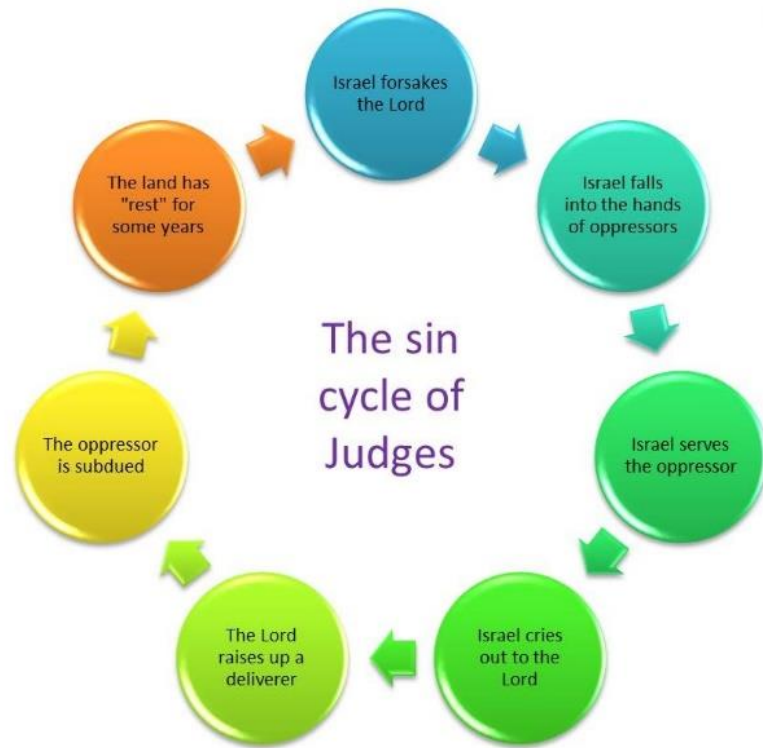 Israel forsakes
the Lord
Israel falls
into the hands
of oppressors
Israel serves
the oppressor
Israel cries
out to the
Lord
The Lord
raises up a
deliverer
The oppressor
is subdued
The land has
"rest" for
some years
The sin
cycle of
Judges